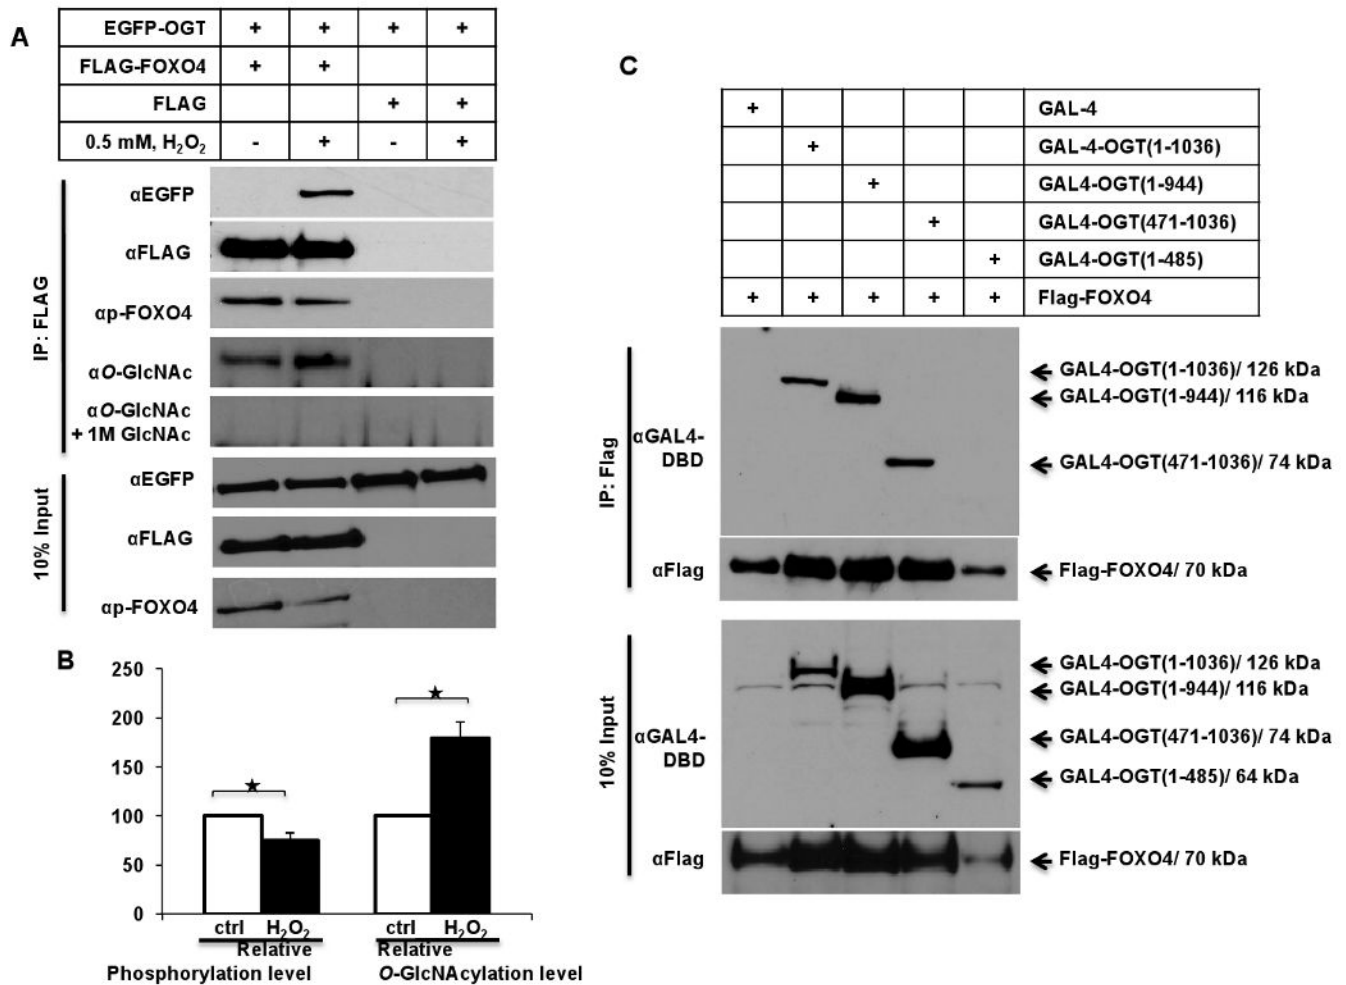 A
EGFP-OGT + + + +
FLAG-FOXO4 + +
FLAG + +
0.5 mM, H₂O₂ - + - +
IP: FLAG
αEGFP
αFLAG
αp-FOXO4
αO-GlcNAc
αO-GlcNAc
+ 1M GlcNAc
10% Input
αEGFP
αFLAG
αp-FOXO4
B
250
200
150
100
50
0
★
★
ctrl H₂O₂ ctrl H₂O₂
Relative Relative
Phosphorylation level O-GlcNAcylation level
C
+ GAL-4
+ GAL-4-OGT(1-1036)
+ GAL4-OGT(1-944)
+ GAL4-OGT(471-1036)
+ GAL4-OGT(1-485)
+ + + + + Flag-FOXO4
IP: Flag
αGAL4-
DBD
GAL4-OGT(1-1036)/ 126 kDa
GAL4-OGT(1-944)/ 116 kDa
GAL4-OGT(471-1036)/ 74 kDa
αFlag
Flag-FOXO4/ 70 kDa
10% Input
αGAL4-
DBD
GAL4-OGT(1-1036)/ 126 kDa
GAL4-OGT(1-944)/ 116 kDa
GAL4-OGT(471-1036)/ 74 kDa
GAL4-OGT(1-485)/ 64 kDa
αFlag
Flag-FOXO4/ 70 kDa